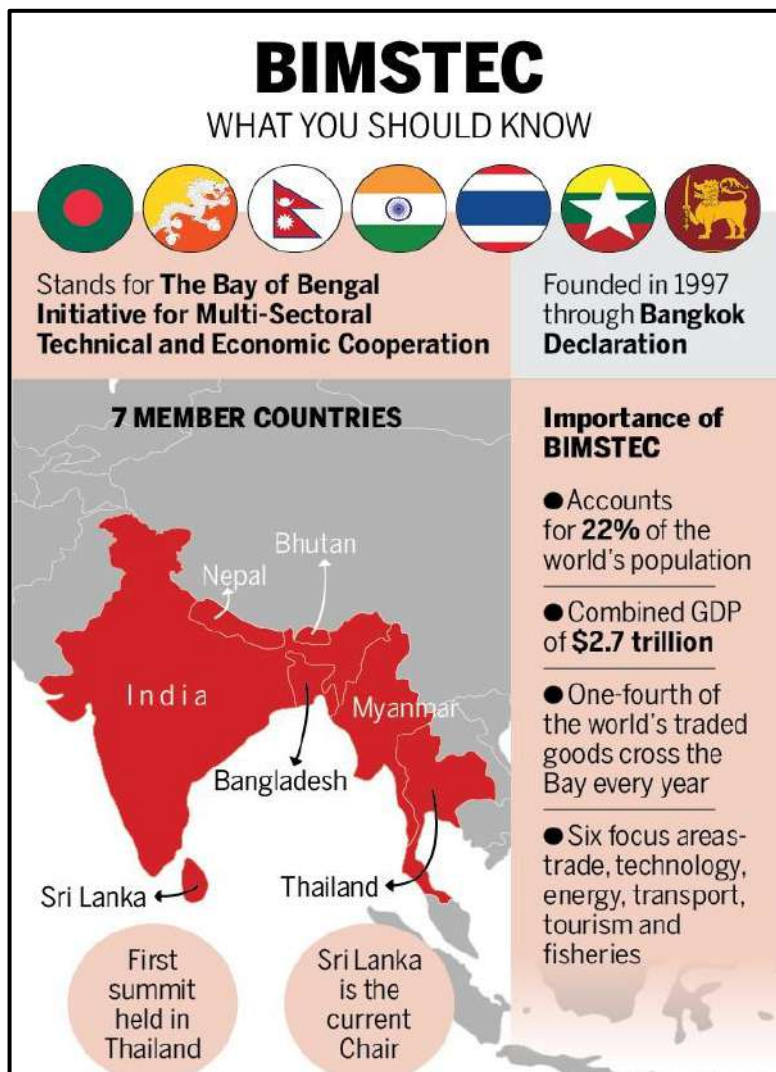 BIMSTEC
WHAT YOU SHOULD KNOW
Stands for The Bay of Bengal
Initiative for Multi-Sectoral
Technical and Economic Cooperation
Founded in 1997
through Bangkok
Declaration
7 MEMBER COUNTRIES
Bhutan
Nepal
India
Myanmar
Bangladesh
Sri Lanka
Thailand
First
summit
held in
Thailand
Sri Lanka
is the
current
Chair
Importance of
BIMSTEC
●Accounts
for 22% of the
world's population
●Combined GDP
of $2.7 trillion
●One-fourth of
the world's traded
goods cross the
Bay every year
●Six focus areas-
trade, technology,
energy, transport,
tourism and
fisheries